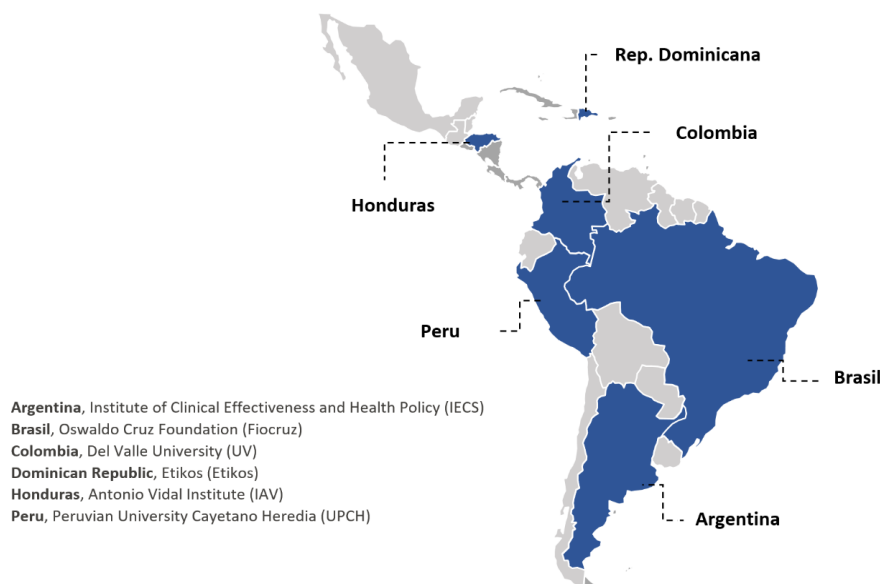 Rep. Dominicana
Colombia
Honduras
Peru
Brasil
Argentina, Institute of Clinical Effectiveness and Health Policy (IECS)
Brasil, Oswaldo Cruz Foundation (Fiocruz)
Colombia, Del Valle University (UV)
Dominican Republic, Etikos (Etikos)
Honduras, Antonio Vidal Institute (IAV)
Peru, Peruvian University Cayetano Heredia (UPCH)
Argentina